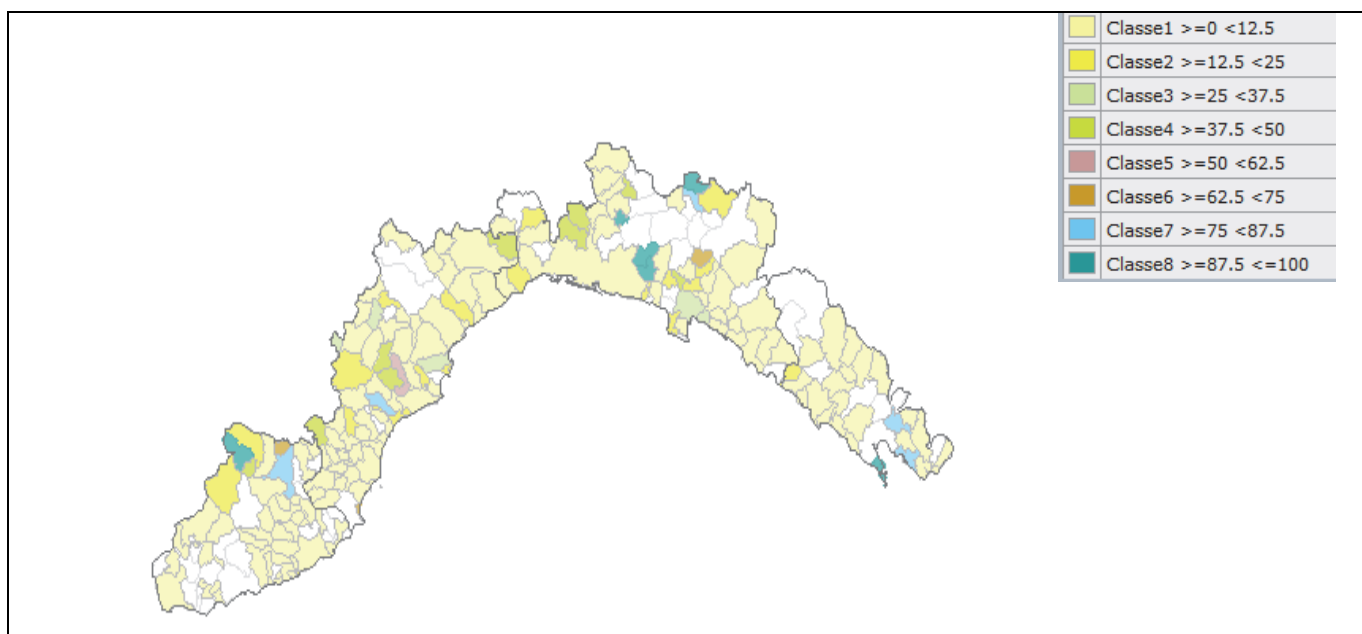 Classe1 >=0 <12.5
Classe2 >=12.5 <25
Classe3 >=25 <37.5
Classe4 >=37.5 <50
Classe5 >=50 <62.5
Classe6 >=62.5 <75
Classe7 >=75 <87.5
Classe8 >=87.5 <=100